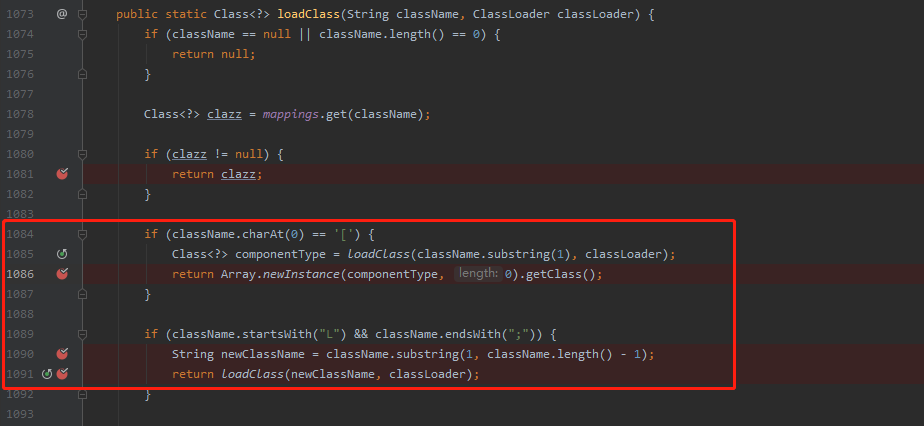 1073 @ public static Class<?> loadClass(String className, ClassLoader classLoader) {
1074 if (className == null || className.length() == 0) {
1075 return null;
1076 }
1077
1078 Class<?> clazz = mappings.get(className);
1079
1080 if (clazz != null) {
1081 return clazz;
1082 }
1083
1084 if (className.charAt(0) == '[') {
1085 Class<?> componentType = loadClass(className.substring(1), classLoader);
1086 return Array.newInstance(componentType, length: 0).getClass();
1087 }
1088
1089 if (className.startsWith("L") && className.endsWith(";")) {
1090 String newClassName = className.substring(1, className.length() - 1);
1091 return loadClass(newClassName, classLoader);
1092 }
1093